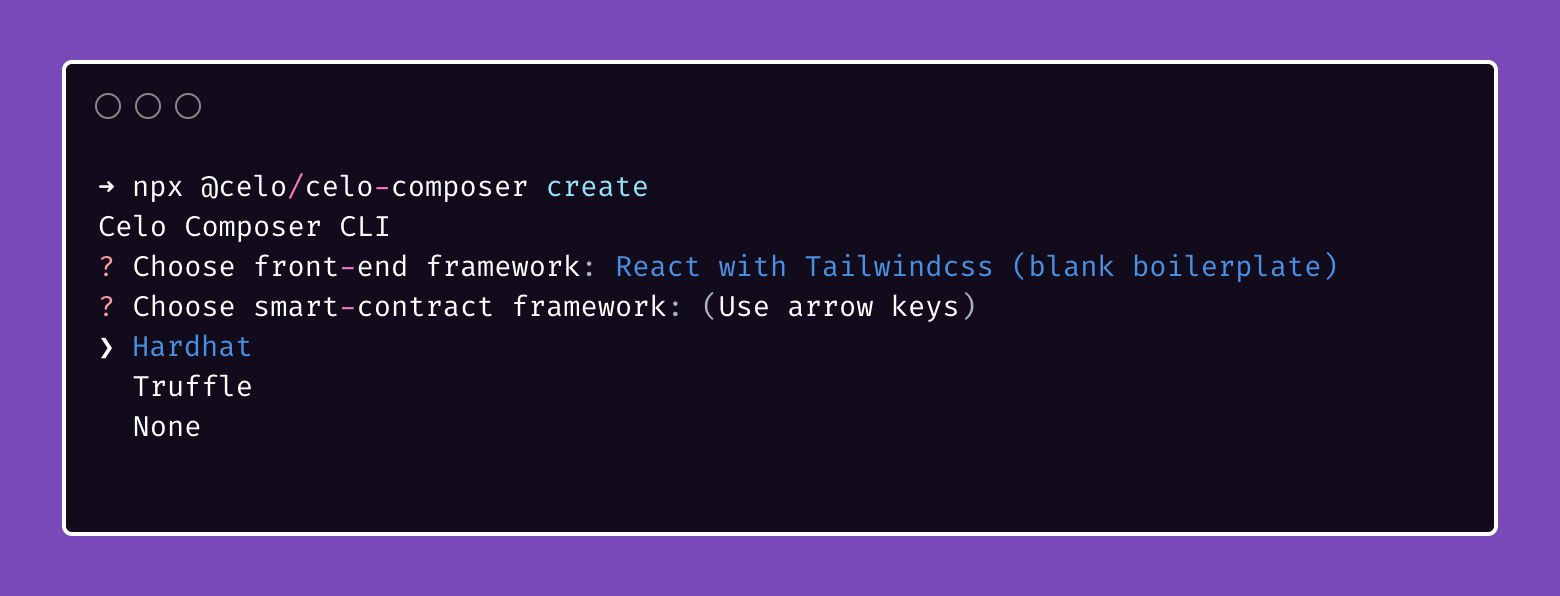 ➜ npx @celo/celo-composer create
Celo Composer CLI
? Choose front-end framework: React with Tailwindcss (blank boilerplate)
? Choose smart-contract framework: (Use arrow keys)
❯ Hardhat
Truffle
None